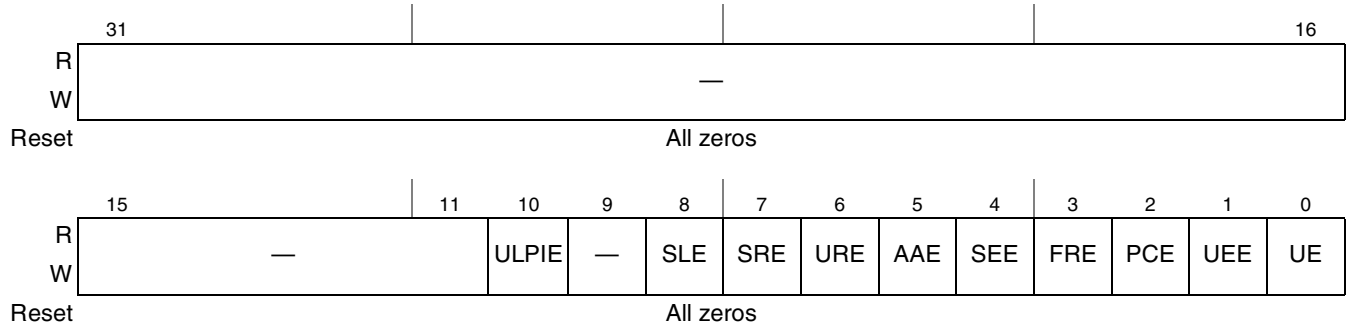 31 16
R
—
W
Reset All zeros
15 11 10 9 8 7 6 5 4 3 2 1 0
R
— ULPIE — SLE SRE URE AAE SEE FRE PCE UEE UE
W
Reset All zeros